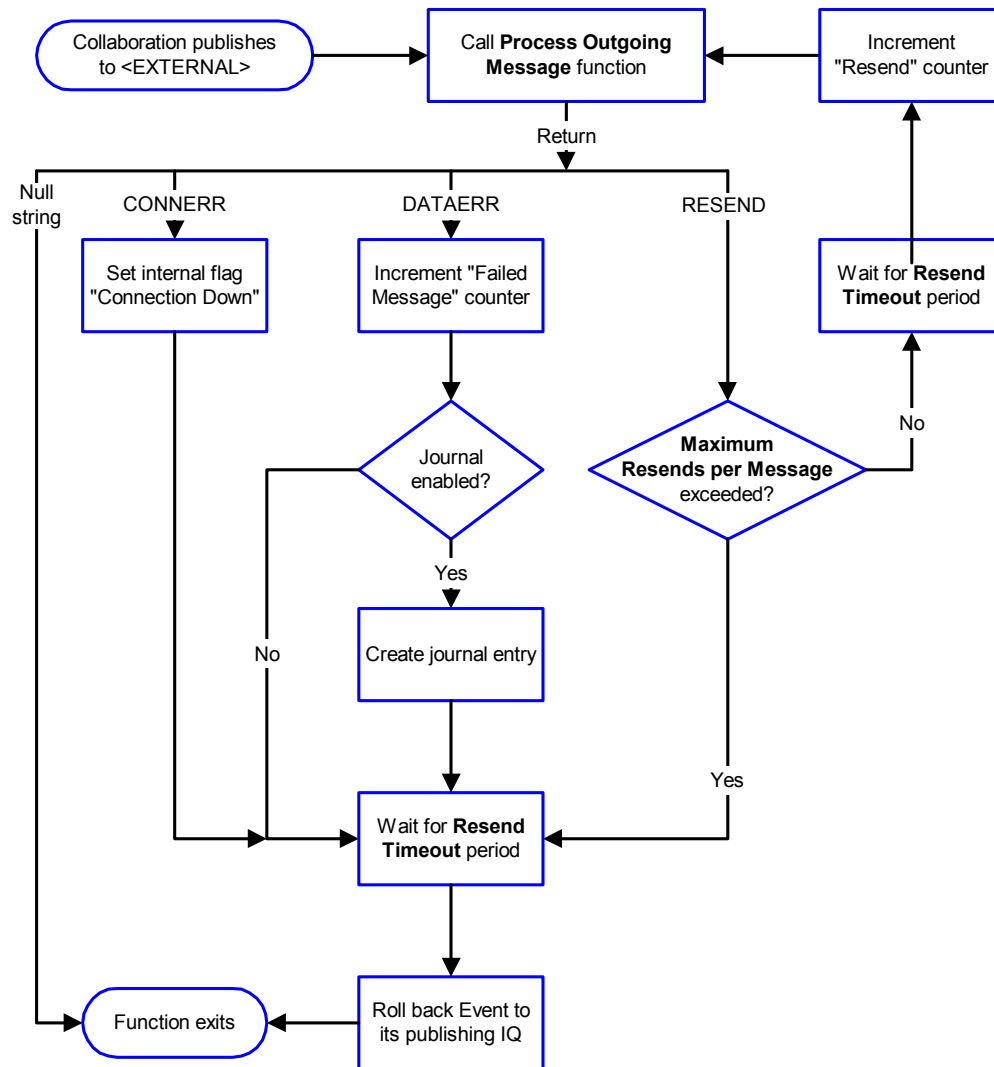 Collaboration publishes
to <EXTERNAL>
Call Process Outgoing
Message function
Increment
"Resend" counter
Return
Null
string
CONNERR
DATAERR
RESEND
Set internal flag
"Connection Down"
Increment "Failed
Message" counter
Wait for Resend
Timeout period
No
Journal
enabled?
Maximum
Resends per Message
exceeded?
Yes
No
Create journal entry
Yes
Wait for Resend
Timeout period
Function exits
Roll back Event to
its publishing IQ